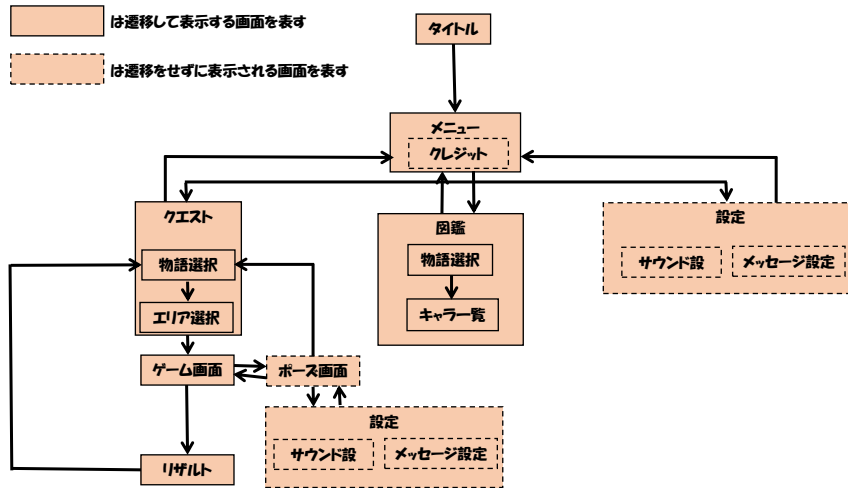 は遷移して表示する画面を表す
は遷移をせずに表示される画面を表す
タイトル
メニュー
クレジット
クエスト
物語選択
エリア選択
図鑑
物語選択
キャラ一覧
設定
サウンド設
メッセージ設定
ゲーム画面
ポーズ画面
設定
サウンド設
メッセージ設定
リザルト